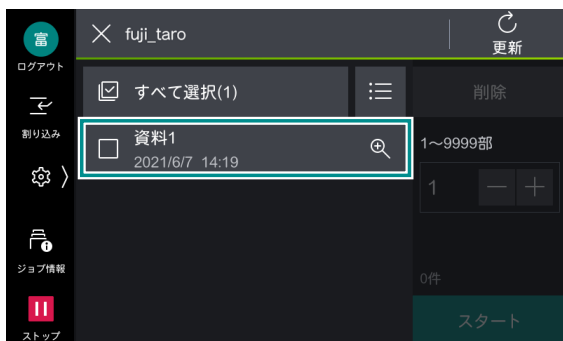 富
ログアウト
割り込み
ジョブ情報
ストップ
fuji_taro
更新
すべて選択(1)
資料1
2021/6/7 14:19
削除
1～9999部
1
0件
スタート